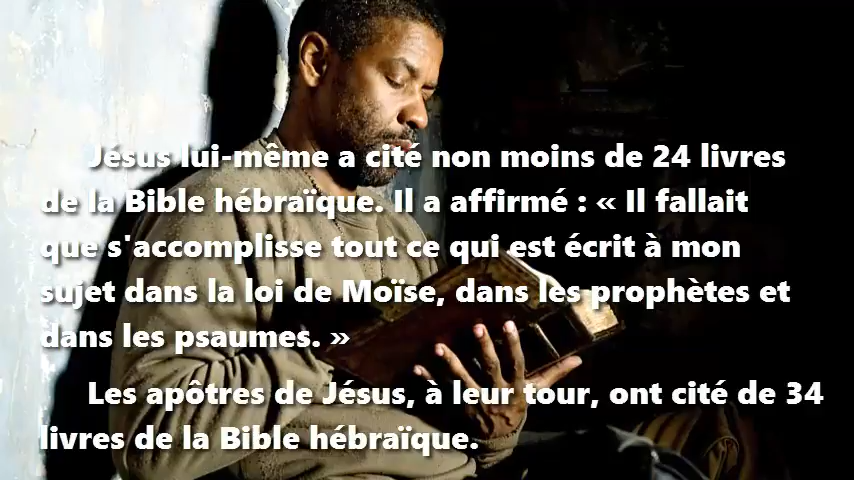 Jésus lui-même a cité non moins de 24 livres
de la Bible hébraïque. Il a affirmé : « Il fallait
que s'accomplisse tout ce qui est écrit à mon
sujet dans la loi de Moïse, dans les prophètes et
dans les psaumes. »
Les apôtres de Jésus, à leur tour, ont cité de 34
livres de la Bible hébraïque.